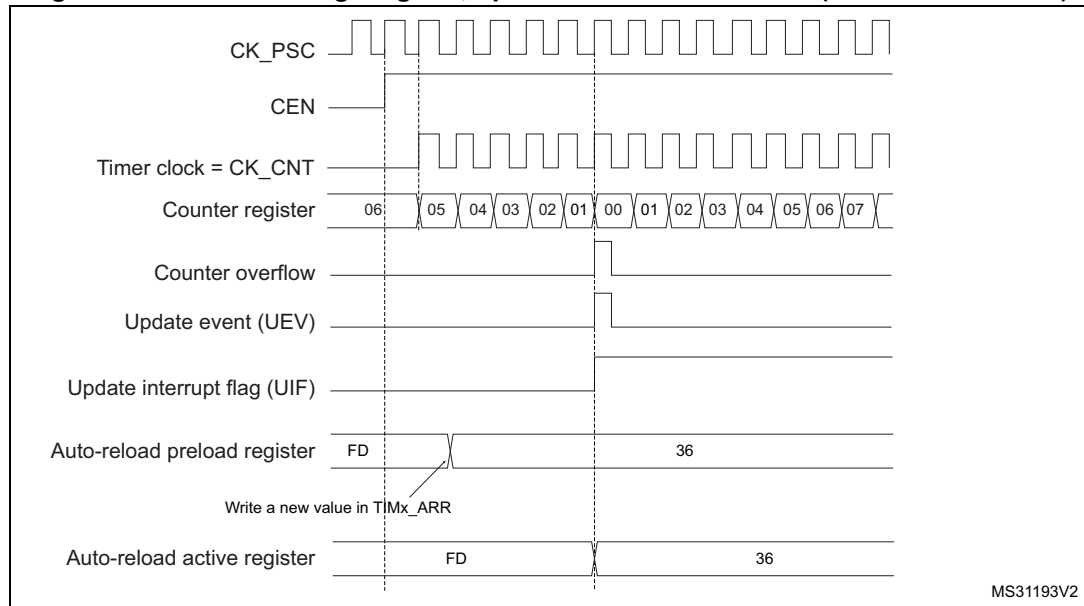 CK_PSC
CEN
Timer clock = CK_CNT
Counter register 06 05 04 03 02 01 00 01 02 03 04 05 06 07
Counter overflow
Update event (UEV)
Update interrupt flag (UIF)
Auto-reload preload register FD 36
Write a new value in TIMx_ARR
Auto-reload active register FD 36
MS31193V2